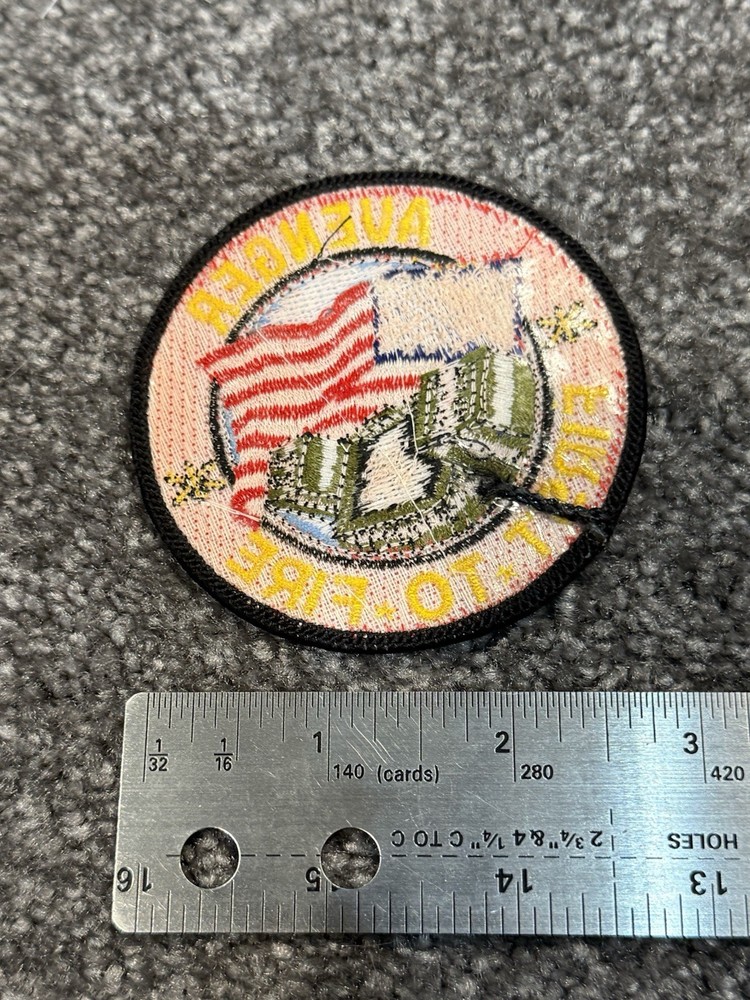 AVENGER
FIRST·TO·FIRE
1 2 3
1/32 1/16
140 (cards) 280 420
2 3/4" & 4 1/4" C TO C HOLES
16 15 14 13